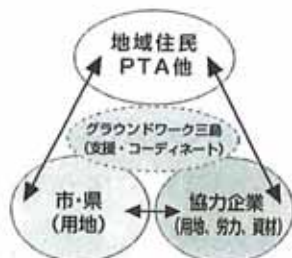 地域住民
PTA他
グラウンドワーク三島
(支援・コーディネート)
市・県
(用地)
協力企業
(用地、労力、資材)